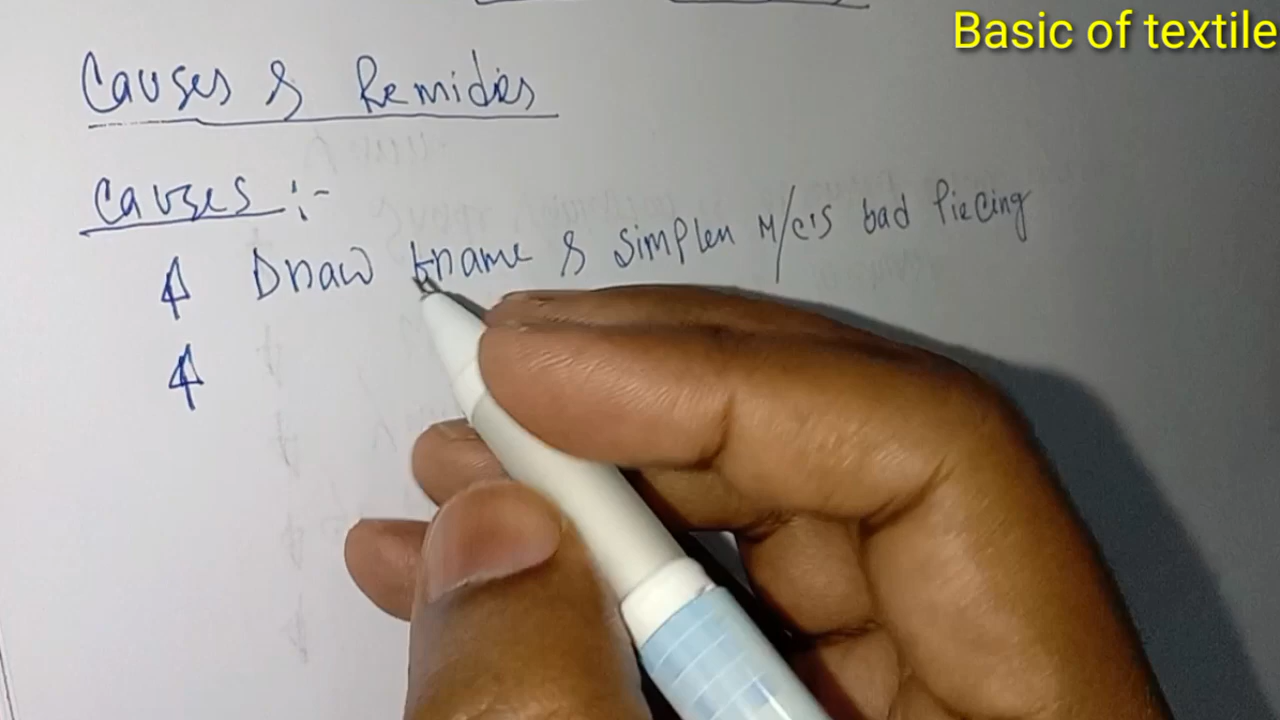 Basic of textile
Causes & Remidies
Causes :-
Draw frame & Simplex M/c's bad Piecing